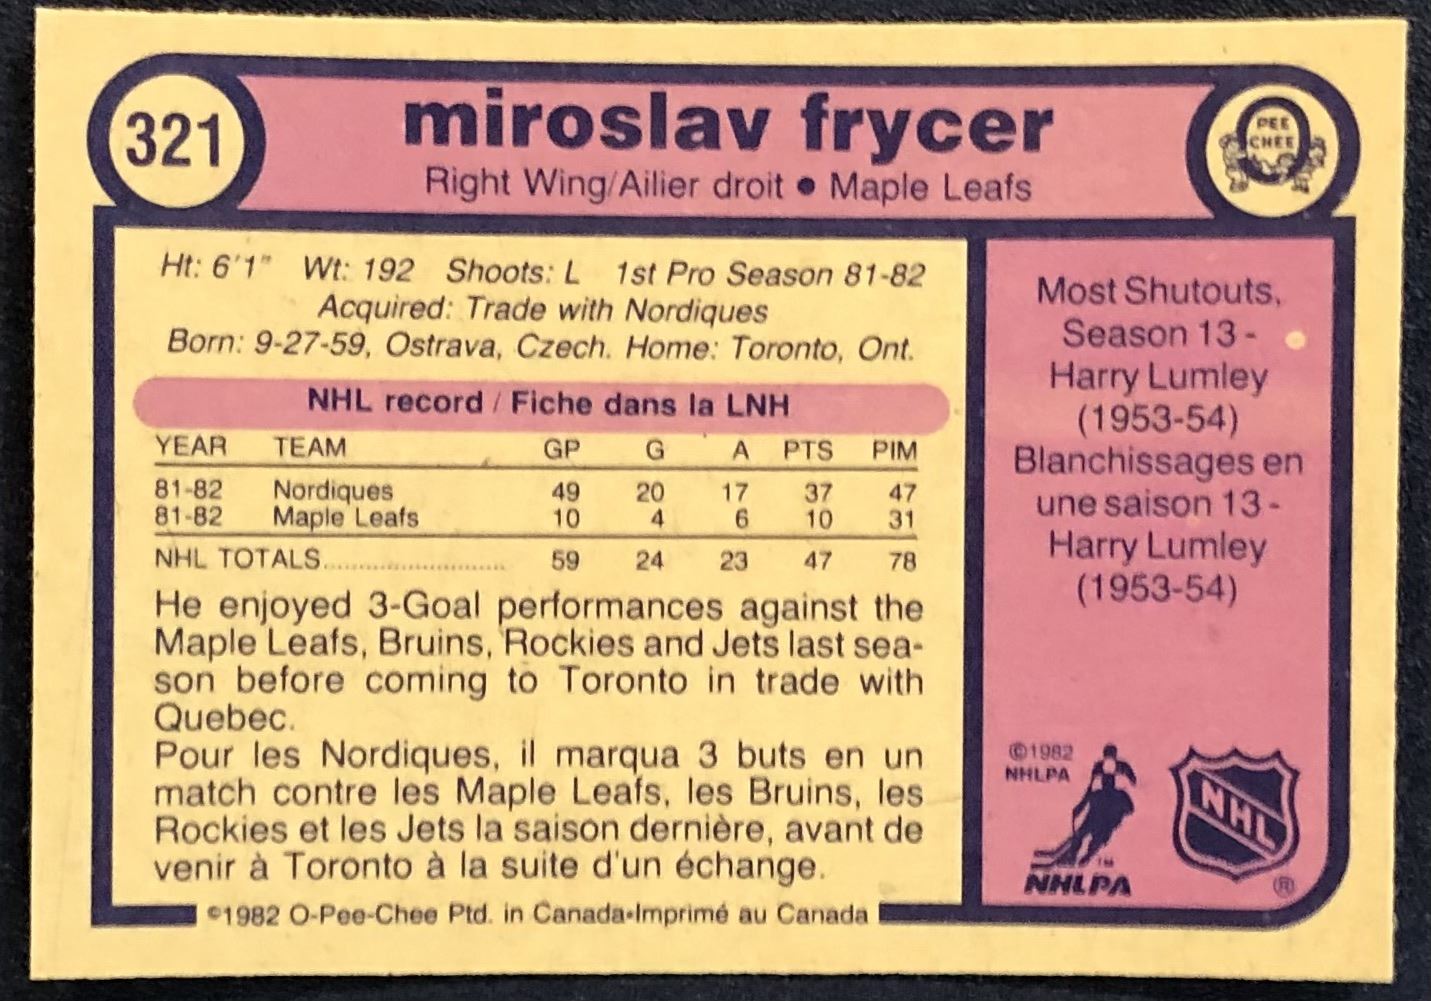 321
miroslav frycer
Right Wing/Ailier droit • Maple Leafs
O
PEE
CHEE
Ht: 6'1" Wt: 192 Shoots: L 1st Pro Season 81-82
Acquired: Trade with Nordiques
Born: 9-27-59, Ostrava, Czech. Home: Toronto, Ont.
NHL record / Fiche dans la LNH
YEAR TEAM GP G A PTS PIM
81-82 Nordiques 49 20 17 37 47
81-82 Maple Leafs 10 4 6 10 31
NHL TOTALS.......................... 59 24 23 47 78
He enjoyed 3-Goal performances against the
Maple Leafs, Bruins, Rockies and Jets last sea-
son before coming to Toronto in trade with
Quebec.
Pour les Nordiques, il marqua 3 buts en un
match contre les Maple Leafs, les Bruins, les
Rockies et les Jets la saison dernière, avant de
venir à Toronto à la suite d'un échange.
©1982 O-Pee-Chee Ptd. in Canada•Imprimé au Canada
Most Shutouts,
Season 13 -
Harry Lumley
(1953-54)
Blanchissages en
une saison 13 -
Harry Lumley
(1953-54)
©1982
NHLPA
™
NHLPA
NHL
®